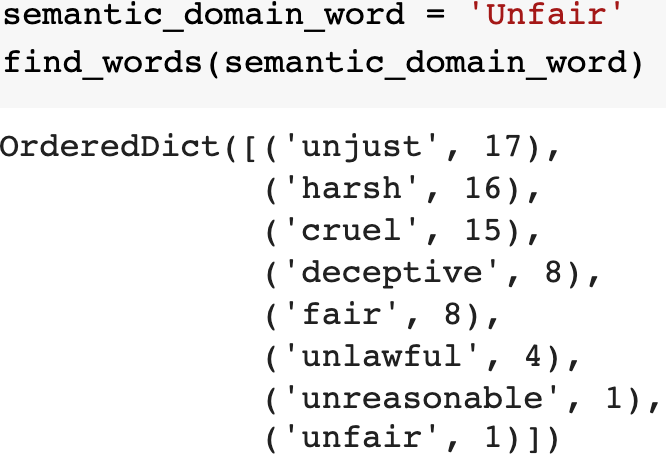 semantic_domain_word = 'Unfair'
find_words(semantic_domain_word)
OrderedDict([('unjust', 17),
('harsh', 16),
('cruel', 15),
('deceptive', 8),
('fair', 8),
('unlawful', 4),
('unreasonable', 1),
('unfair', 1)])